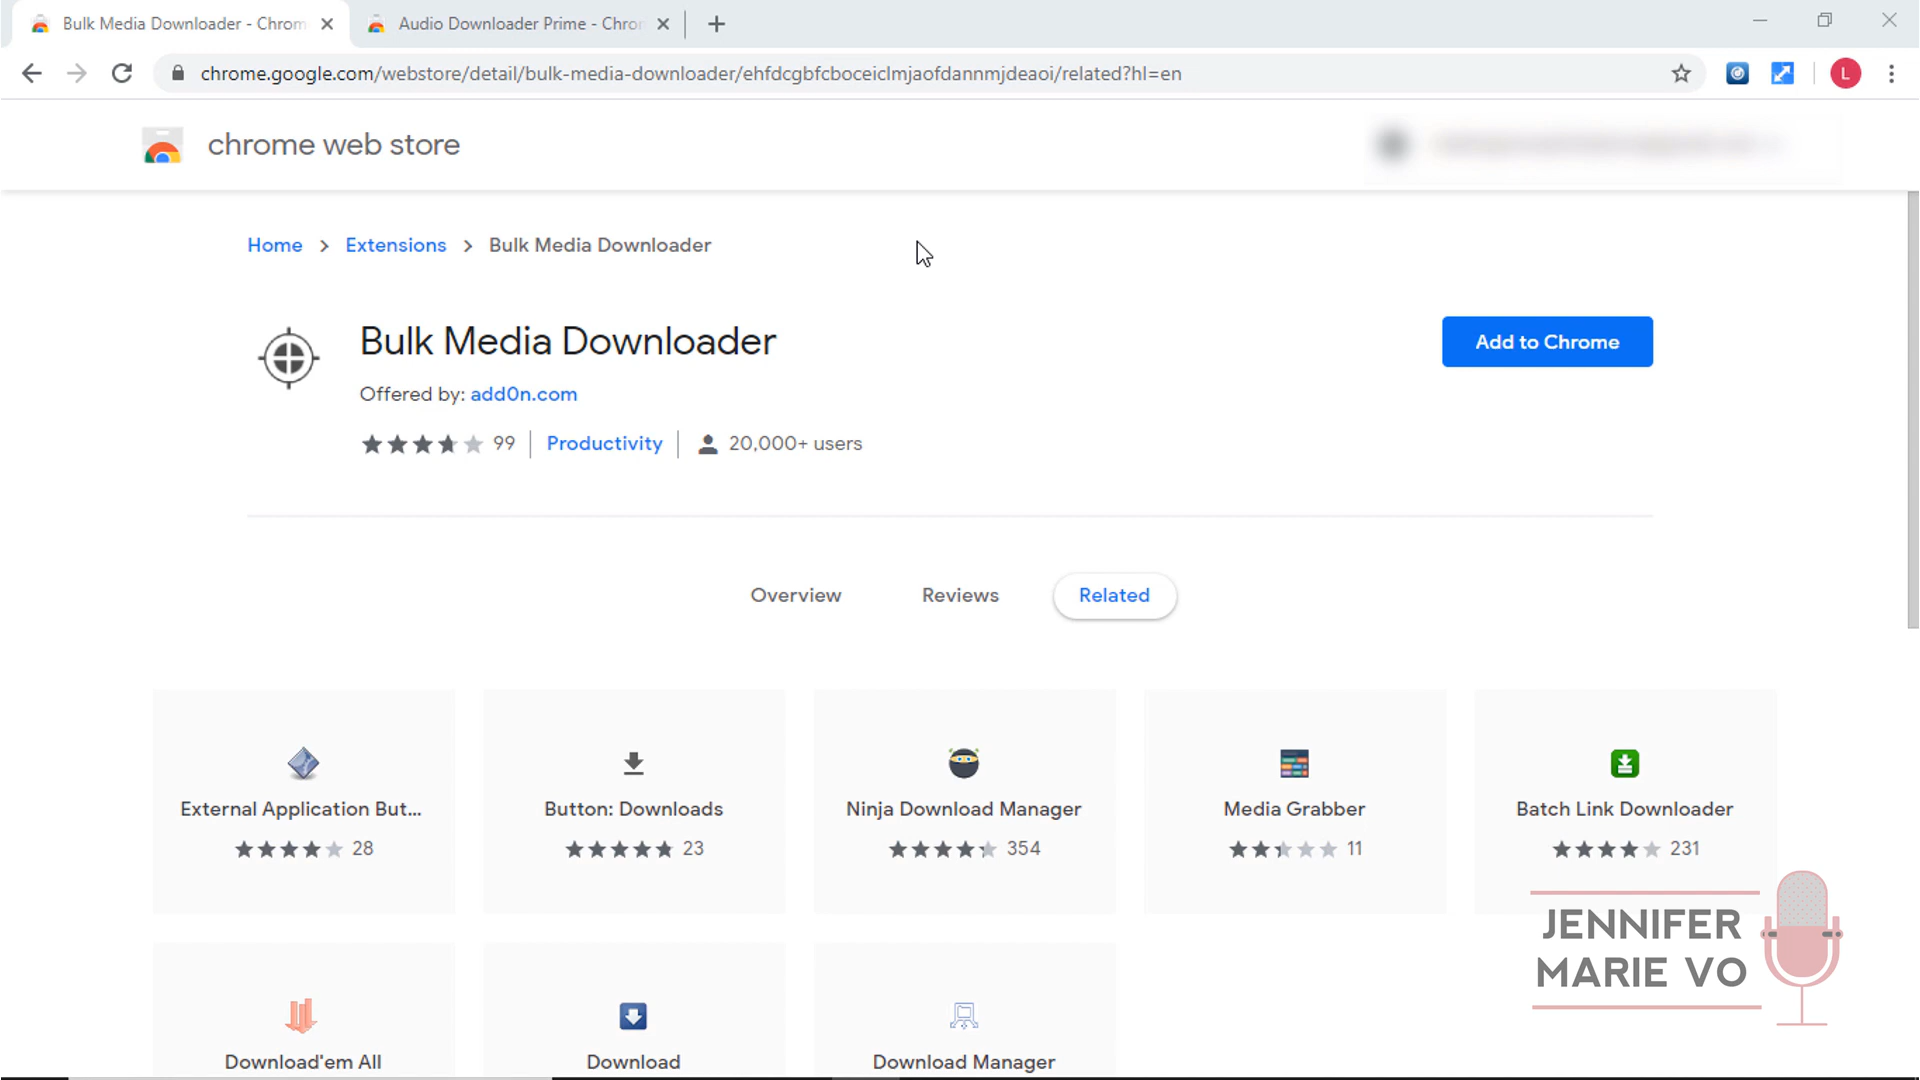 Bulk Media Downloader - Chrom
Audio Downloader Prime - Chron
chrome.google.com/webstore/detail/bulk-media-downloader/ehfdcgbfcboceiclmjaofdannmjdeaoi/related?hl=en
L
chrome web store
Home > Extensions > Bulk Media Downloader
Bulk Media Downloader
Add to Chrome
Offered by: add0n.com
99 Productivity 20,000+ users
Overview Reviews Related
External Application But... Button: Downloads Ninja Download Manager Media Grabber Batch Link Downloader
28 23 354 11 231
JENNIFER
MARIE VO
Download'em All Download Download Manager